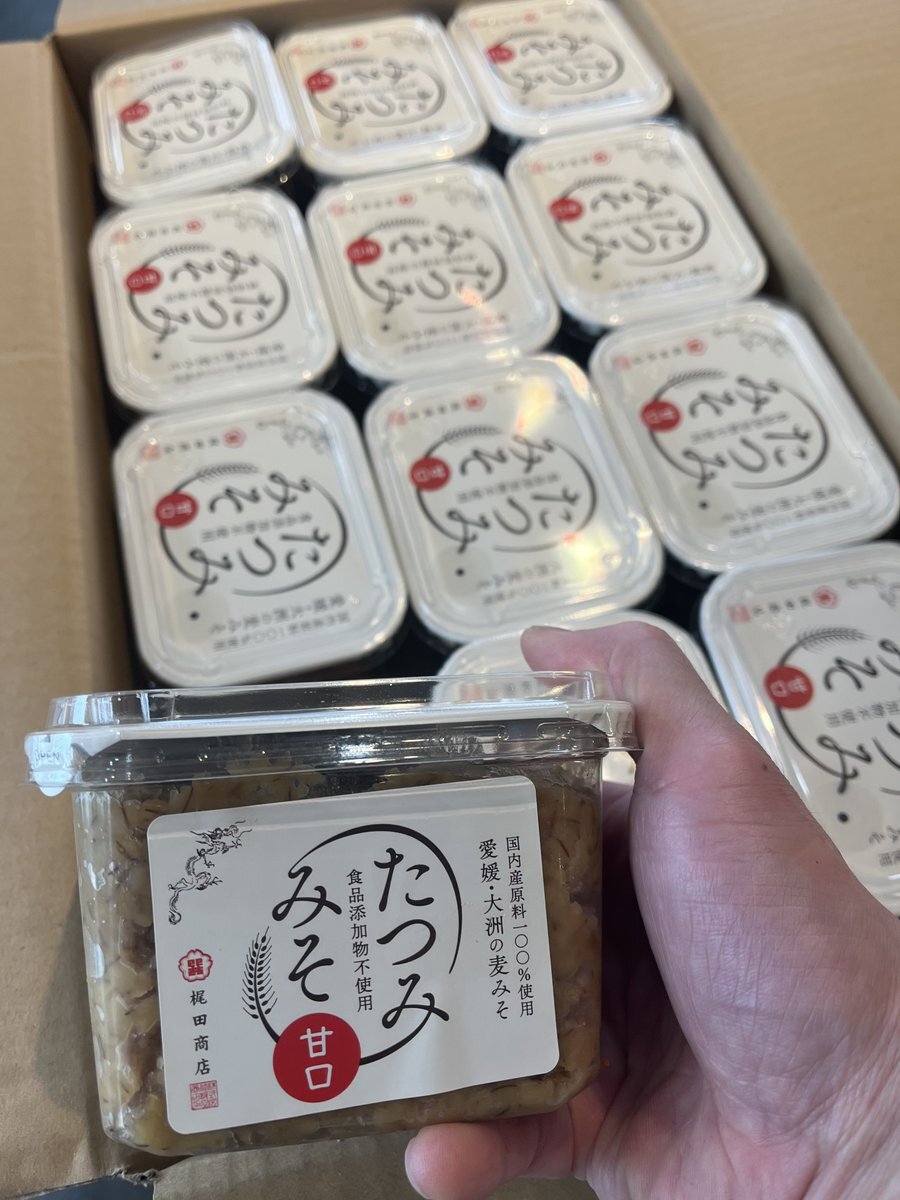 国内産原料一〇〇%使用
愛媛・大洲の麦みそ
たつみ
食品添加物不使用
みそ
甘口
梶田商店
OPEN